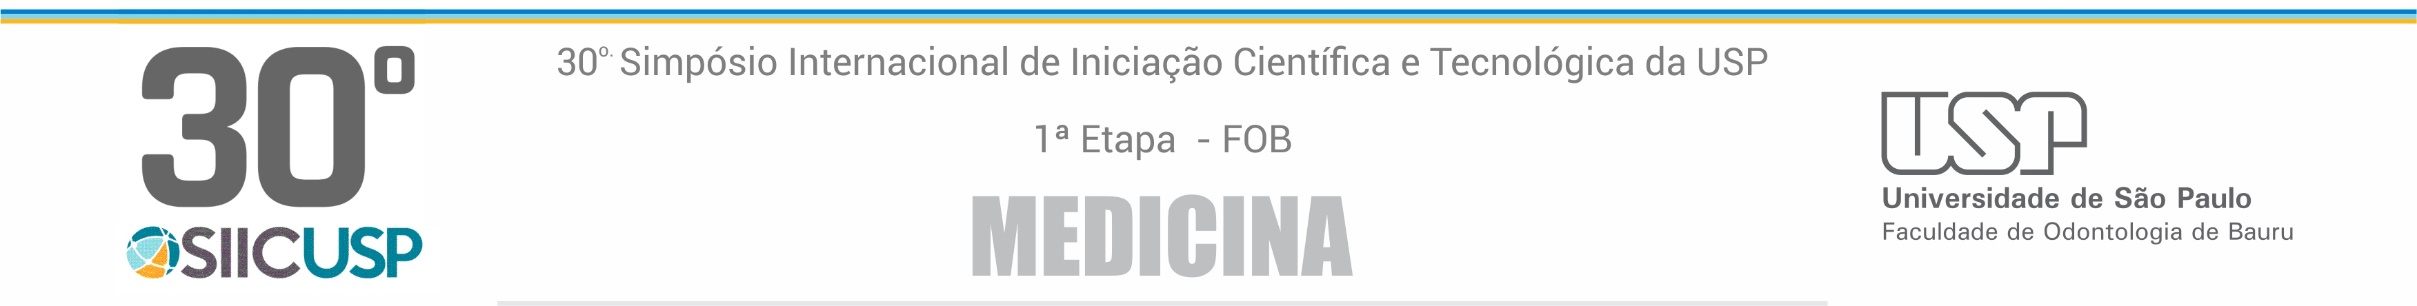 30º
SIICUSP
30º. Simpósio Internacional de Iniciação Científica e Tecnológica da USP
1ª Etapa - FOB
MEDICINA
USP
Universidade de São Paulo
Faculdade de Odontologia de Bauru